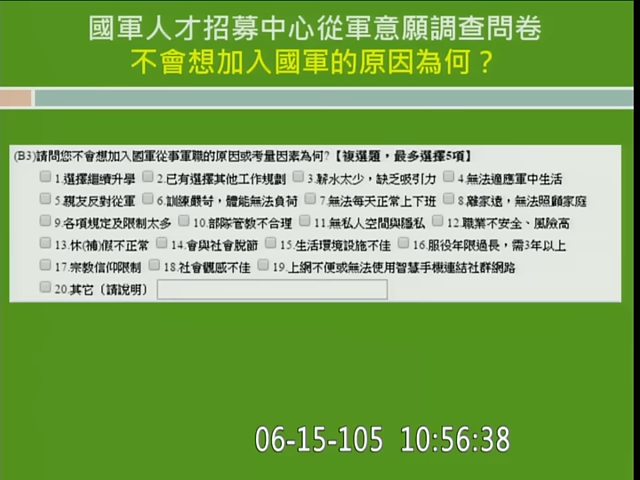 國軍人才招募中心從軍意願調查問卷
不會想加入國軍的原因為何？
(B3)請問您不會想加入國軍從事軍職的原因或考量因素為何?【複選題，最多選擇5項】
1.選擇繼續升學 2.已有選擇其他工作規劃 3.薪水太少，缺乏吸引力 4.無法適應軍中生活
5.親友反對從軍 6.訓練嚴苛，體能無法負荷 7.無法每天正常上下班 8.離家遠，無法照顧家庭
9.各項規定及限制太多 10.部隊管教不合理 11.無私人空間與隱私 12.職業不安全、風險高
13.休(補)假不正常 14.會與社會脫節 15.生活環境設施不佳 16.服役年限過長，需3年以上
17.宗教信仰限制 18.社會觀感不佳 19.上網不便或無法使用智慧手機連結社群網路
20.其它〔請說明〕
06-15-105 10:56:38